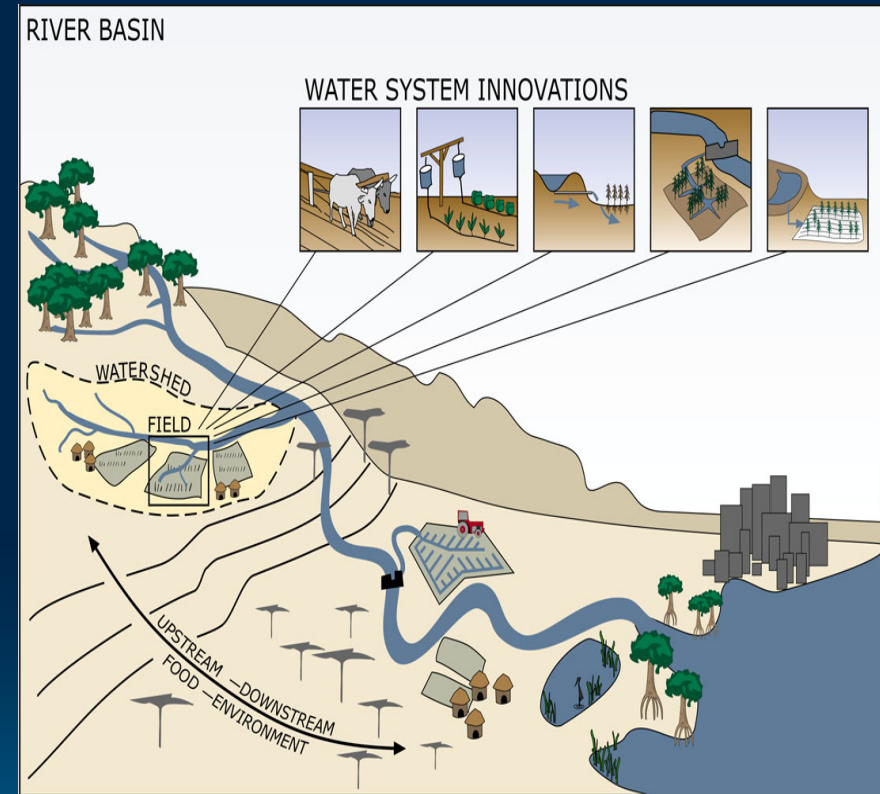 RIVER BASIN
WATER SYSTEM INNOVATIONS
WATERSHED
FIELD
UPSTREAM —DOWNSTREAM
FOOD —ENVIRONMENT